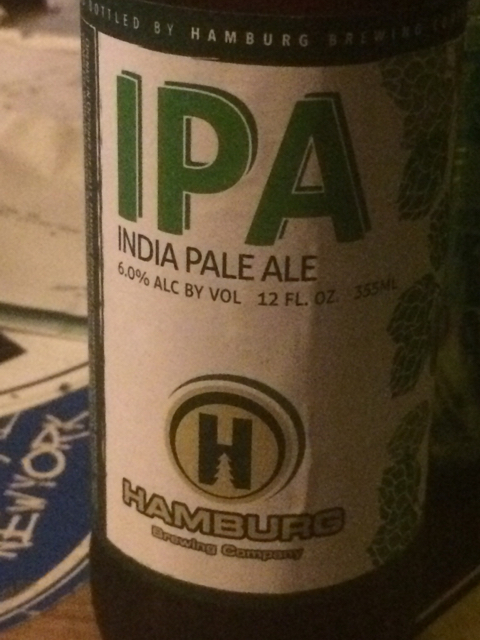 BOTTLED BY HAMBURG BREWING
IPA
INDIA PALE ALE
6.0% ALC BY VOL 12 FL. OZ. 355ML
H
HAMBURG
Brewing Company
NEW YORK